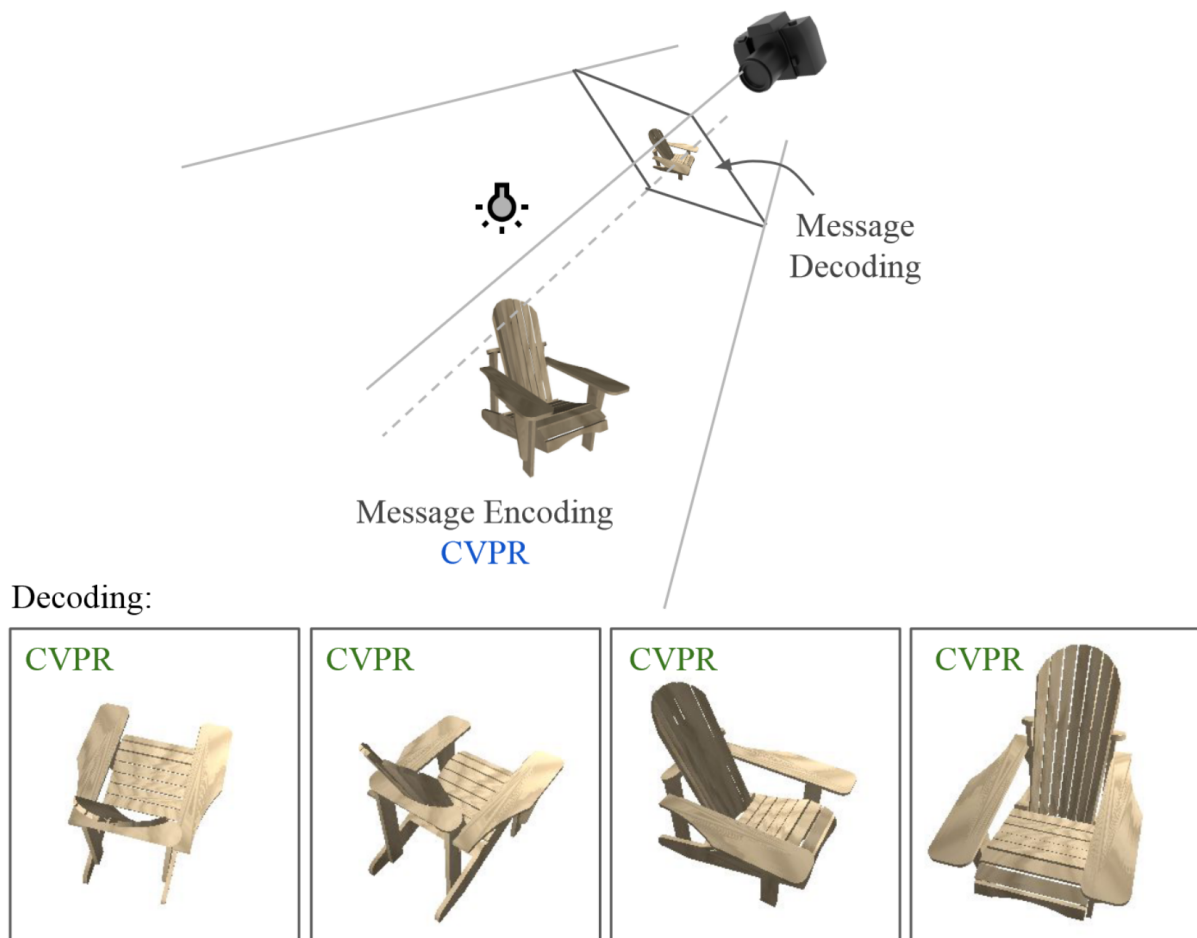 Message
Decoding
Message Encoding
CVPR
Decoding:
CVPR
CVPR
CVPR
CVPR